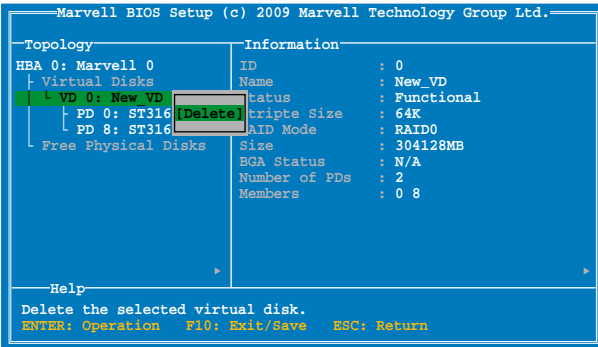 Marvell BIOS Setup (c) 2009 Marvell Technology Group Ltd.
Topology
HBA 0: Marvell 0
Virtual Disks
VD 0: New_VD
PD 0: ST316
PD 8: ST316
Free Physical Disks
[Delete]
Information
ID : 0
Name : New_VD
tatus : Functional
tripte Size : 64K
AID Mode : RAID0
Size : 304128MB
BGA Status : N/A
Number of PDs : 2
Members : 0 8
Help
Delete the selected virtual disk.
ENTER: Operation F10: Exit/Save ESC: Return